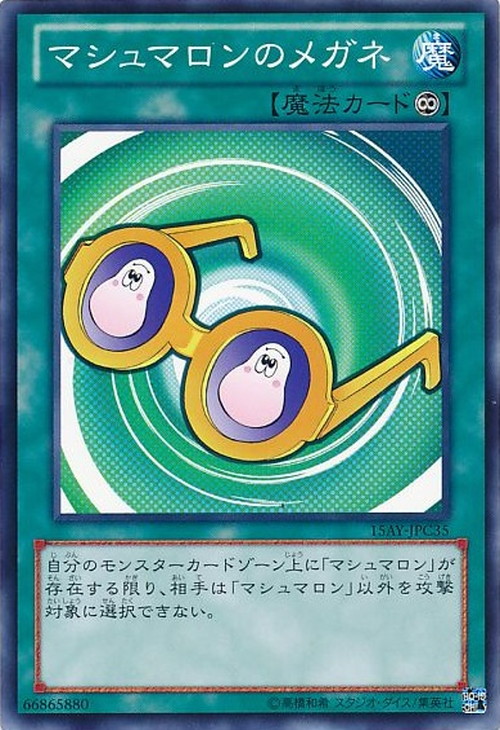 マシュマロンのメガネ
魔
【魔法カード】
15AY-JPC35
自分のモンスターカードゾーン上に「マシュマロン」が
存在する限り、相手は「マシュマロン」以外を攻撃
対象に選択できない。
66865880
©高橋和希 スタジオ・ダイス/集英社